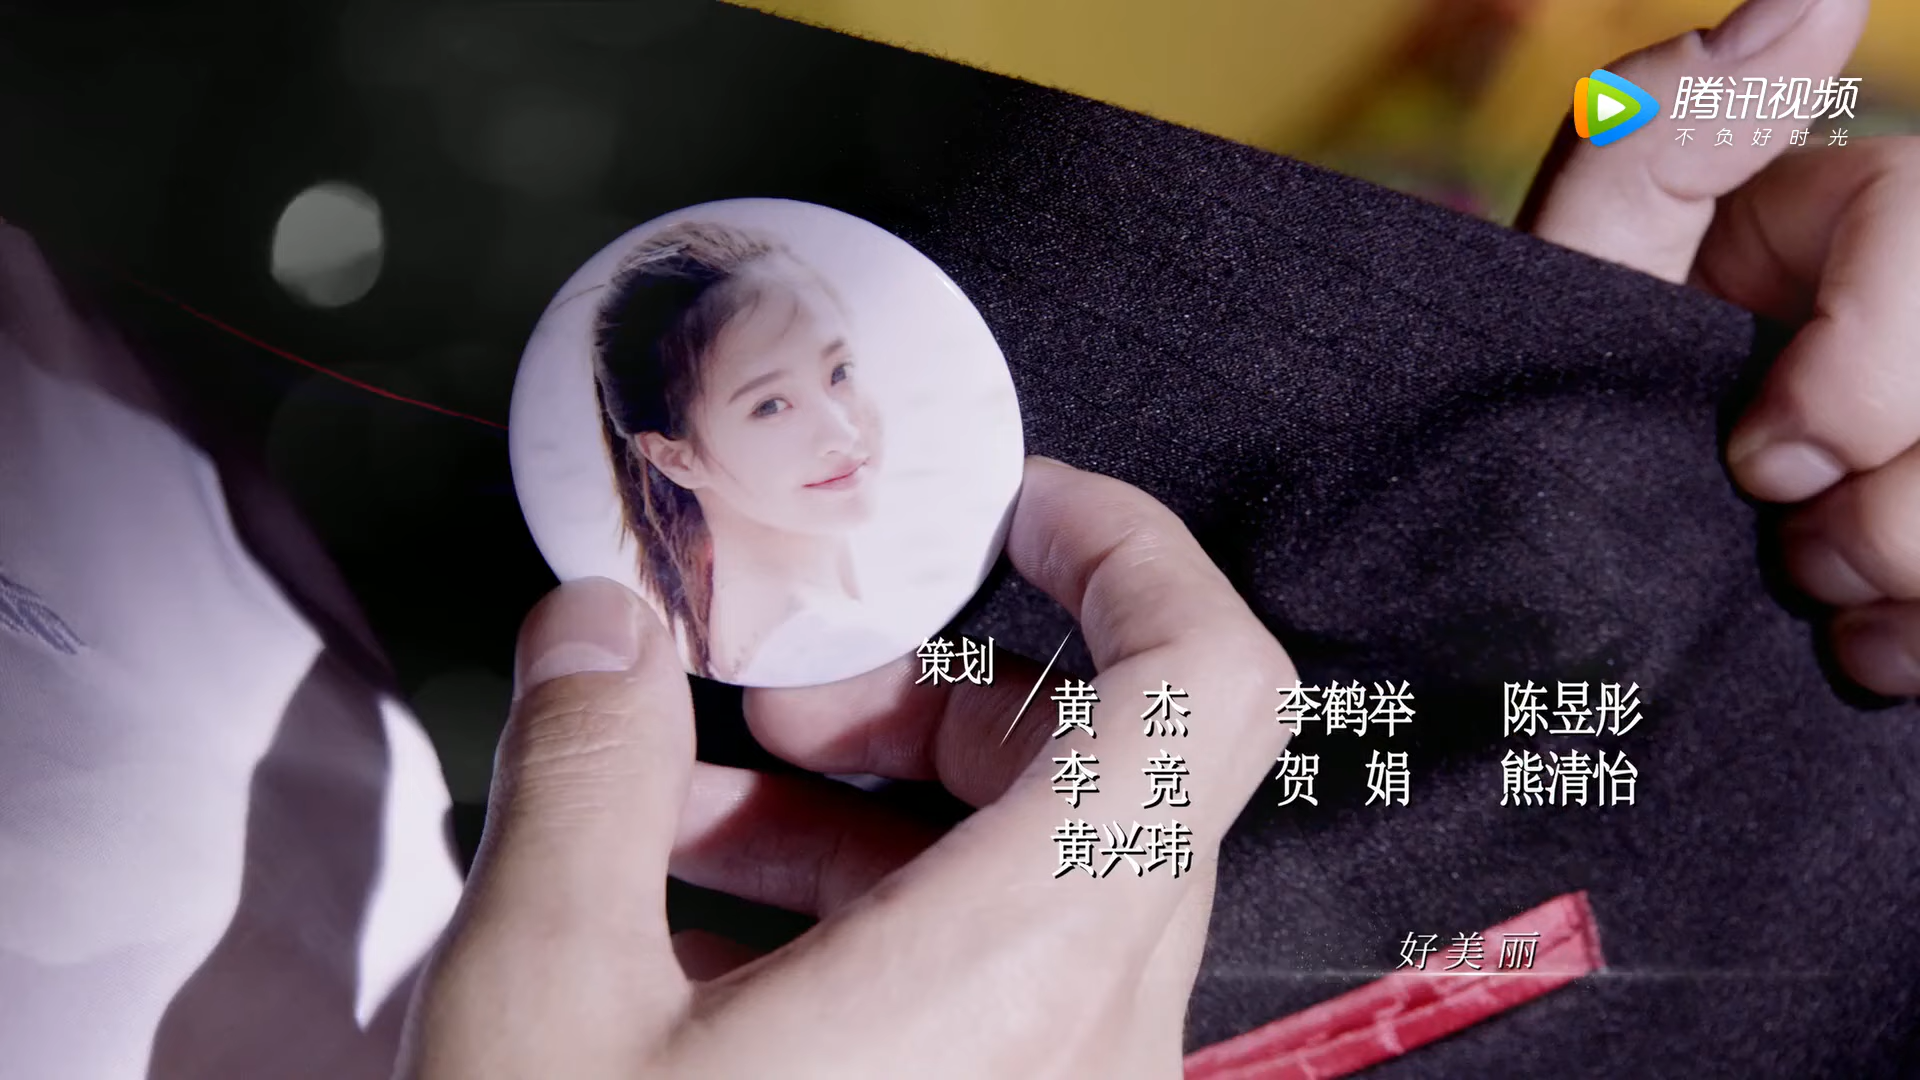 腾讯视频
不负好时光
策划
黄 杰 李鹤举 陈昱彤
李 竞 贺 娟 熊清怡
黄兴玮
好美丽